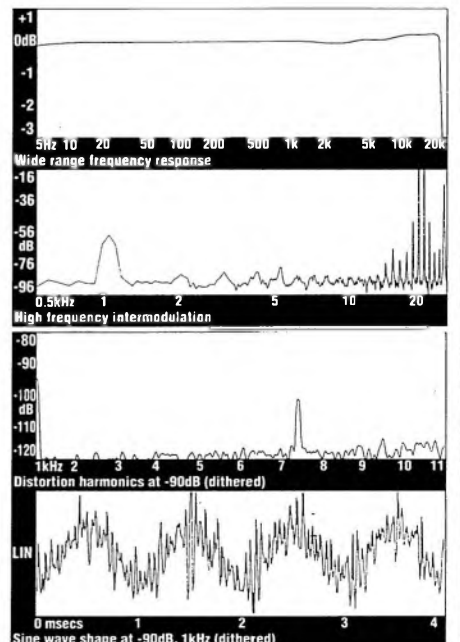 +1
0dB
-1
-2
-3
5Hz 10 20 50 100 200 500 1k 2k 5k 10k 20k
Wide range frequency response
-16
-36
-56
dB
-76
-96
0.5kHz 1 2 5 10 20
High frequency intermodulation
-80
-90
-100
dB
-110
-120
1kHz 2 3 4 5 6 7 8 9 10 11
Distortion harmonics at -90dB (dithered)
LIN
0 msecs 1 2 3 4
Sine wave shape at -90dB, 1kHz (dithered)